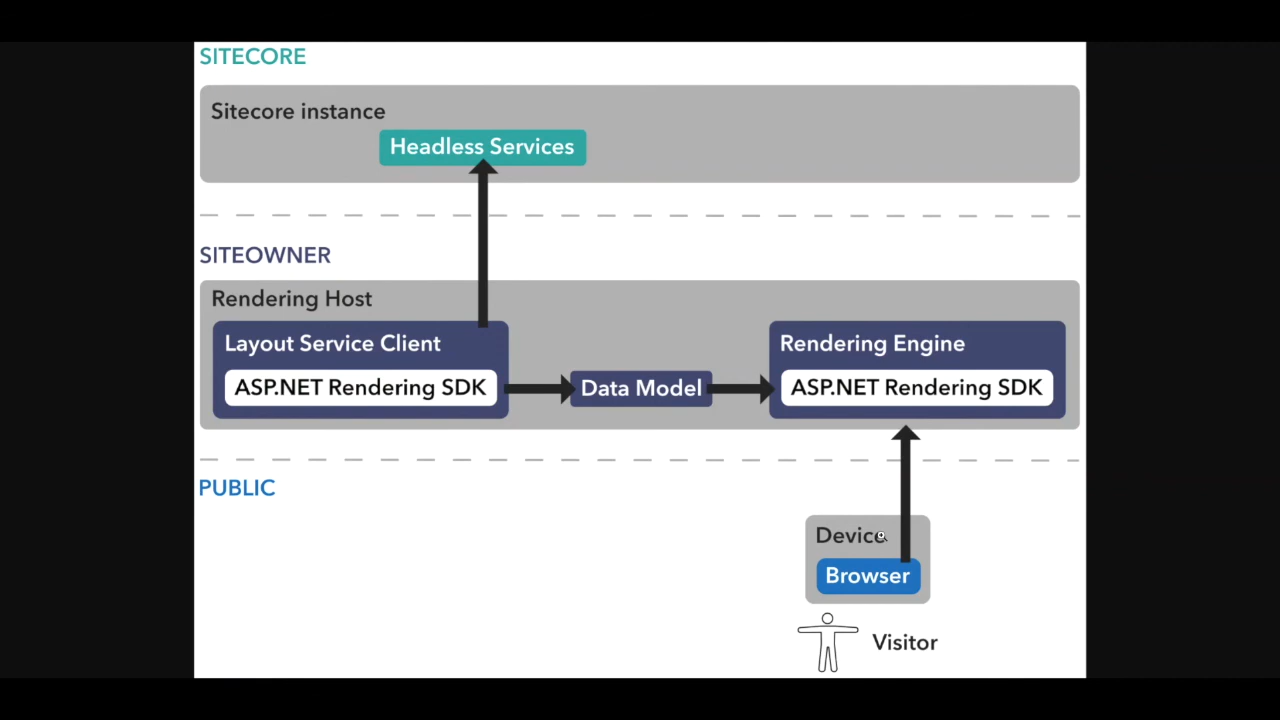 SITECORE
Sitecore instance
Headless Services
SITEOWNER
Rendering Host
Layout Service Client
ASP.NET Rendering SDK
Data Model
Rendering Engine
ASP.NET Rendering SDK
PUBLIC
Device
Browser
Visitor